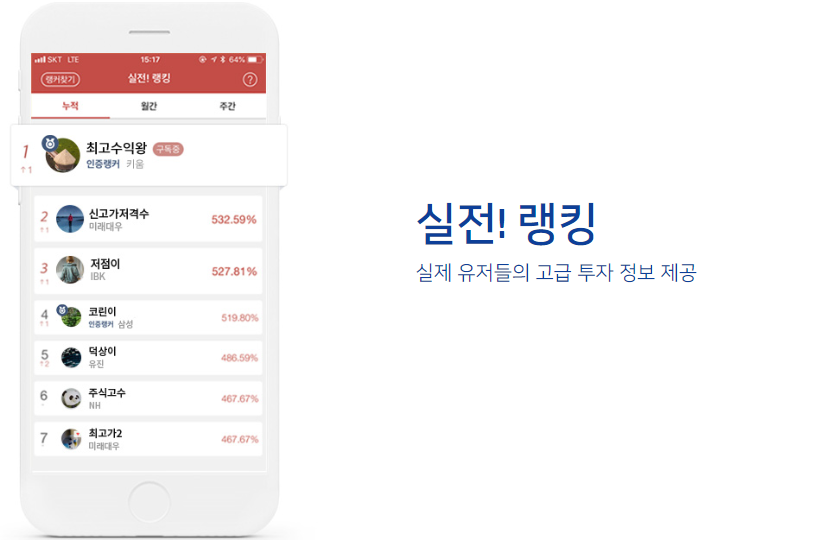 SKT LTE 15:17 64%
랭커찾기 실전! 랭킹 ?
누적 월간 주간
1 최고수익왕 구독중
↑1 인증랭커 키움
2 신고가저격수 532.59%
↑1 미래대우
3 저점이 527.81%
↑1 IBK
4 코린이 519.80%
↑3 인증랭커 삼성
5 덕상이 486.59%
↑2 유진
6 주식고수 467.67%
- NH
7 최고가2 467.67%
- 미래대우
실전! 랭킹
실제 유저들의 고급 투자 정보 제공